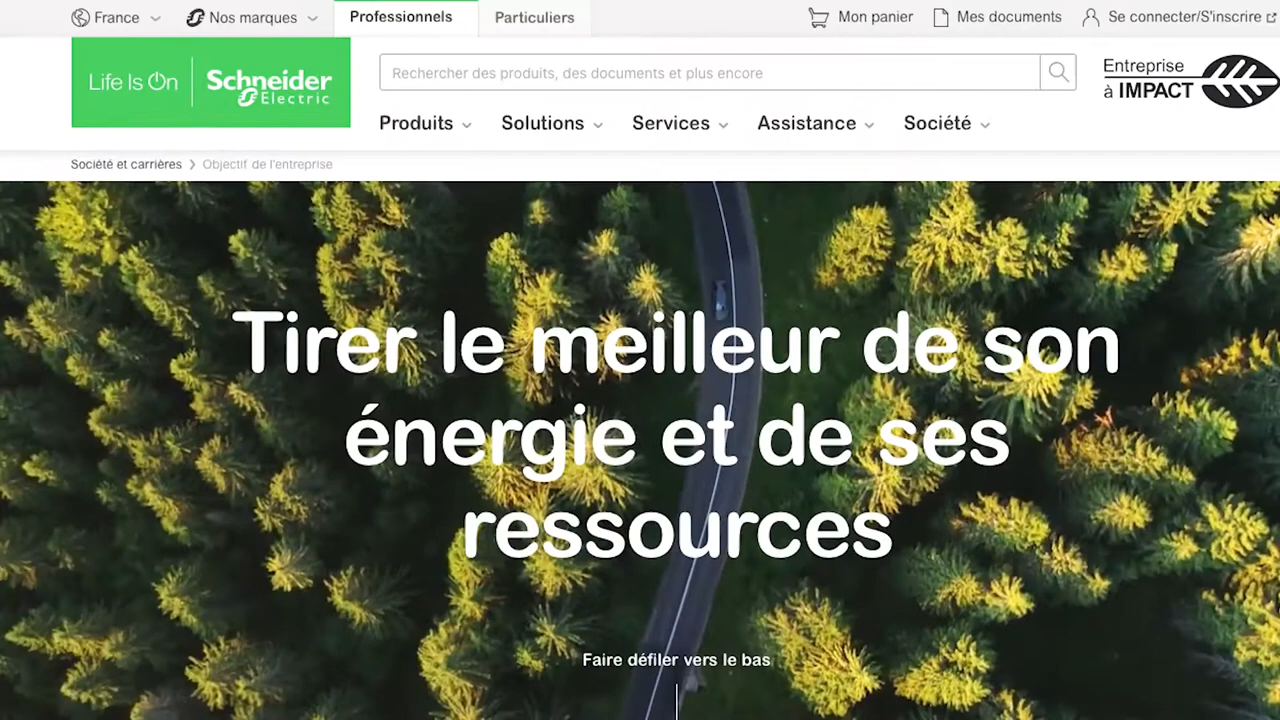 France
Nos marques
Professionnels
Particuliers
Mon panier
Mes documents
Se connecter/S'inscrire
Life Is On
Schneider
Electric
Rechercher des produits, des documents et plus encore
Entreprise
à IMPACT
Produits
Solutions
Services
Assistance
Société
Société et carrières
Objectif de l'entreprise
Tirer le meilleur de son
énergie et de ses
ressources
Faire défiler vers le bas